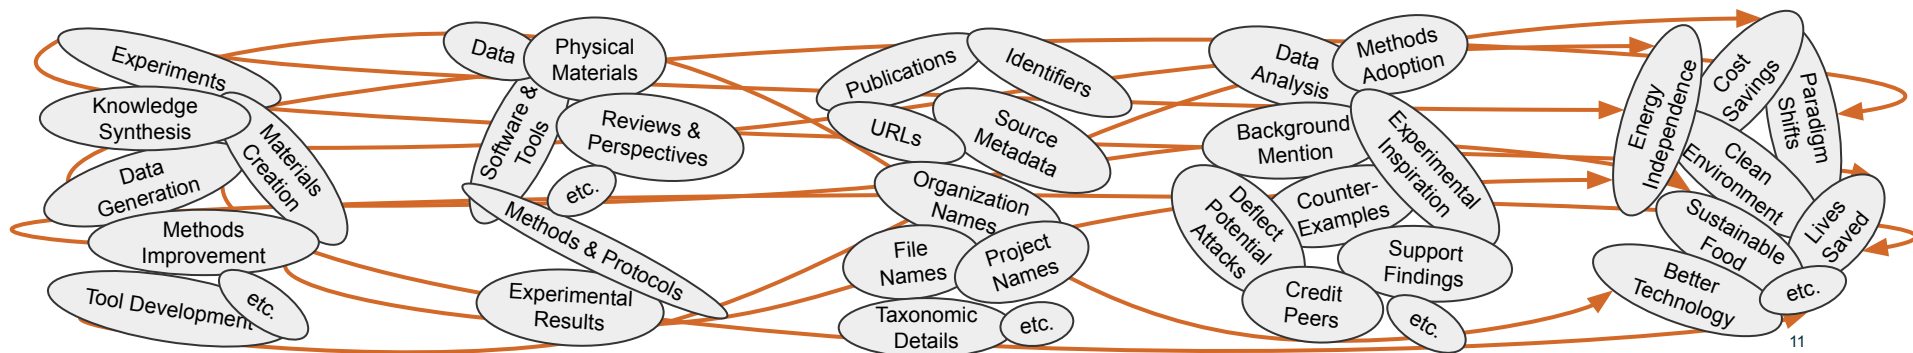 Experiments
Knowledge
Synthesis
Materials
Creation
Data
Generation
Methods
Improvement
Tool Development
etc.
Data
Physical
Materials
Software &
Tools
Reviews &
Perspectives
etc.
Methods & Protocols
Experimental
Results
Publications
Identifiers
URLs
Source
Metadata
Organization
Names
File
Names
Project
Names
Taxonomic
Details
etc.
Data
Analysis
Methods
Adoption
Background
Mention
Experimental
Inspiration
Counter-
Examples
Deflect
Potential
Attacks
Support
Findings
Credit
Peers
etc.
Energy
Independence
Cost
Savings
Paradigm
Shifts
Clean
Environment
Sustainable
Food
Lives
Saved
Better
Technology
etc.
11